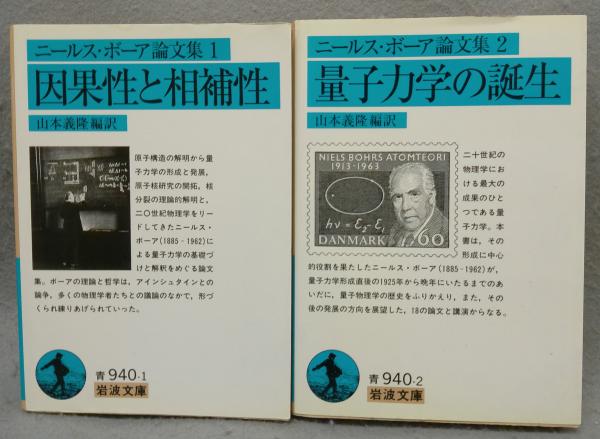 ニールス・ボーア論文集 1
因果性と相補性
山本義隆編訳
原子構造の解明から量
子力学の形成と発展,
原子核研究の開拓, 核
分裂の理論的解明と,
二〇世紀物理学をリー
ドしてきたニールス・
ボーア(1885‐1962)に
よる量子力学の基礎づ
けと解釈をめぐる論文
集。ボーアの理論と哲学は, アインシュタインとの
論争, 多くの物理学者たちとの議論のなかで, 形づ
くられ練りあげられていった。
青 940-1
岩波文庫
ニールス・ボーア論文集 2
量子力学の誕生
山本義隆編訳
NIELS BOHRS ATOMTEORI
1913-1963
hν = E₂-E₁
DANMARK 60
二十世紀の
物理学にお
ける最大の
成果のひと
つである量
子力学。本
書は, その
形成に中心
的役割を果たしたニールス・ボーア(1885‐1962)が,
量子力学形成直後の1925年から晩年にいたるまでのあ
いだに, 量子物理学の歴史をふりかえり, また, その
後の発展の方向を展望した, 18の論文と講演からなる。
青 940-2
岩波文庫